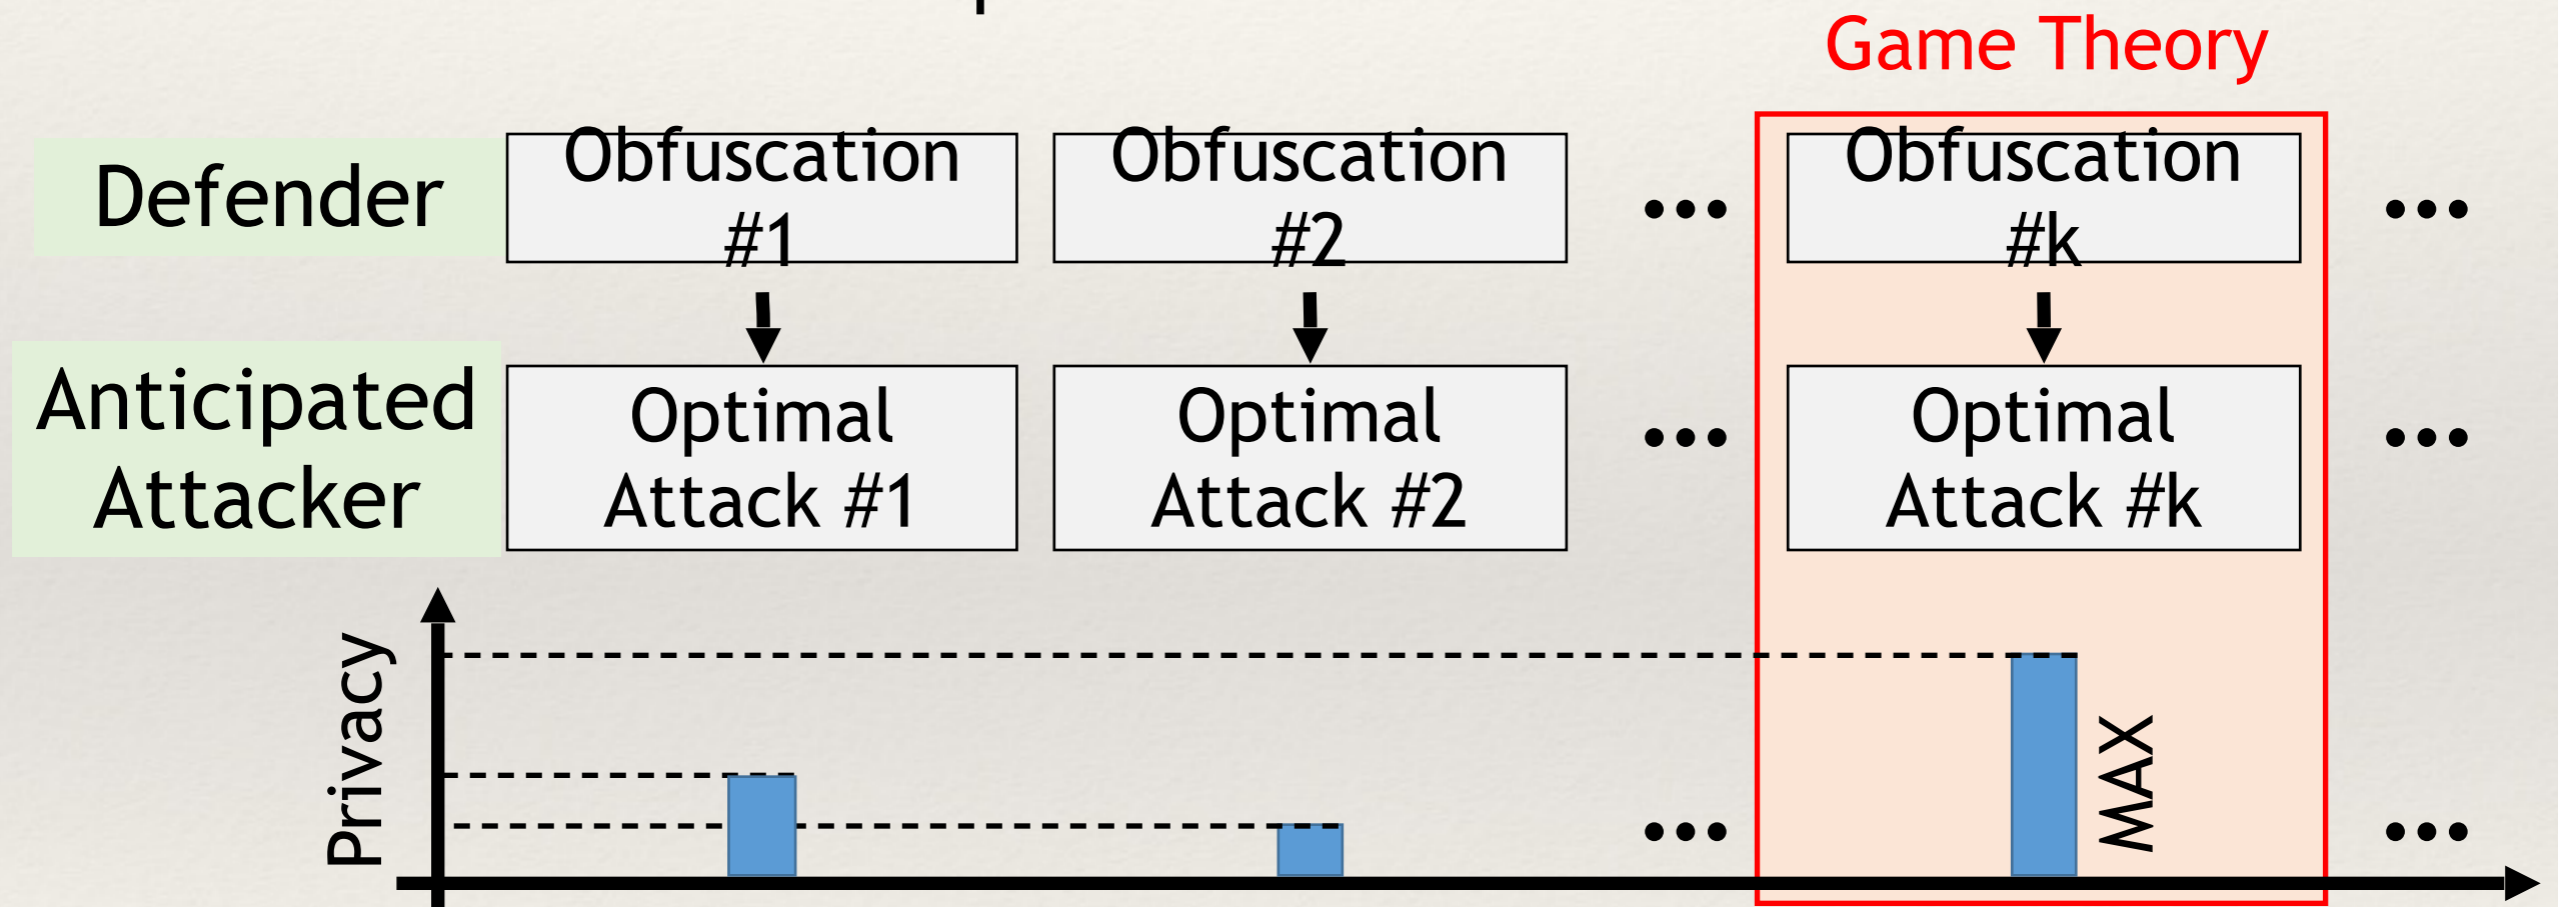 Game Theory
Defender
Obfuscation
#1
Obfuscation
#2
•••
Obfuscation
#k
•••
Anticipated
Attacker
Optimal
Attack #1
Optimal
Attack #2
•••
Optimal
Attack #k
•••
Privacy
•••
MAX
•••